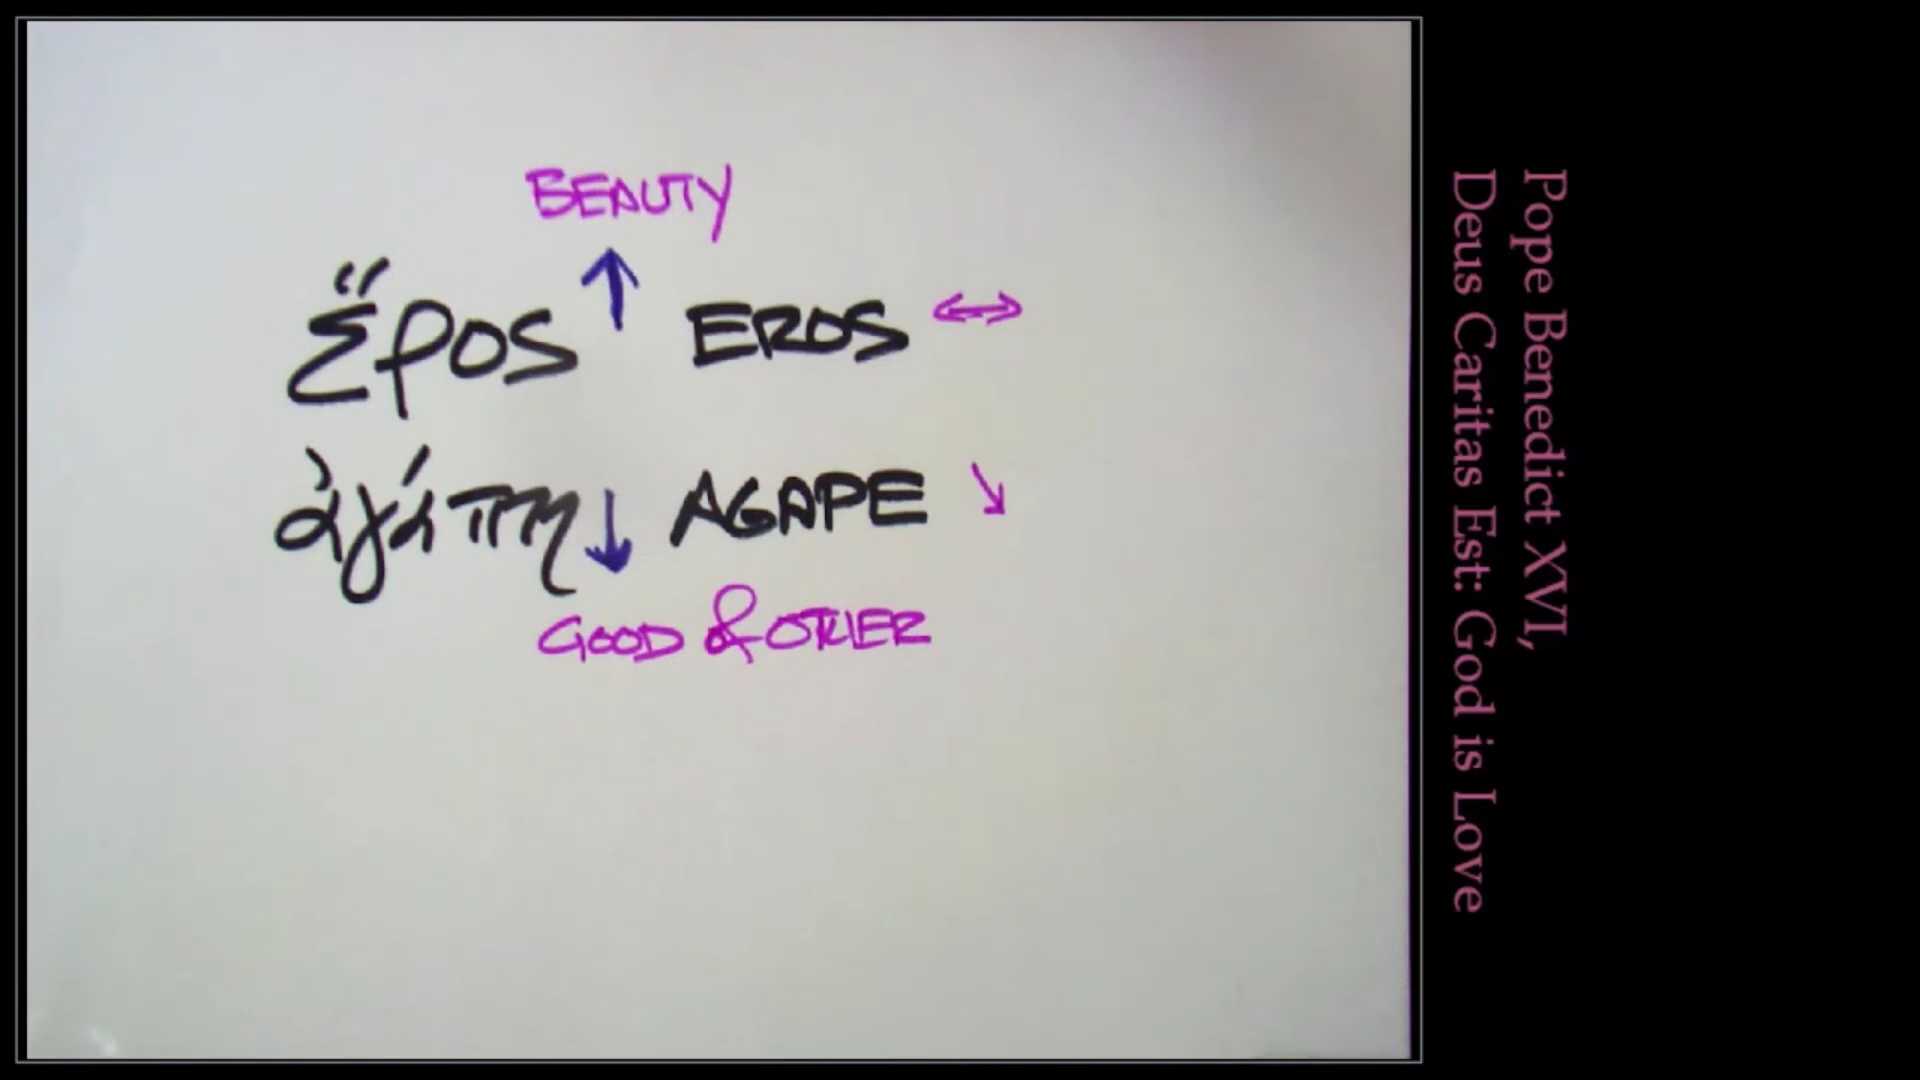 BEAUTY
ἔρος ↑ EROS ↔
ἀγάπη ↓ AGAPE ↘
GOOD & OTHER
Pope Benedict XVI,
Deus Caritas Est: God is Love